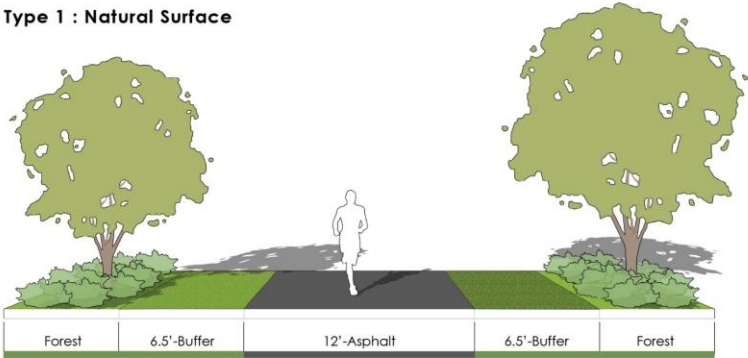 Type 1 : Natural Surface
Forest 6.5'-Buffer 12'-Asphalt 6.5'-Buffer Forest